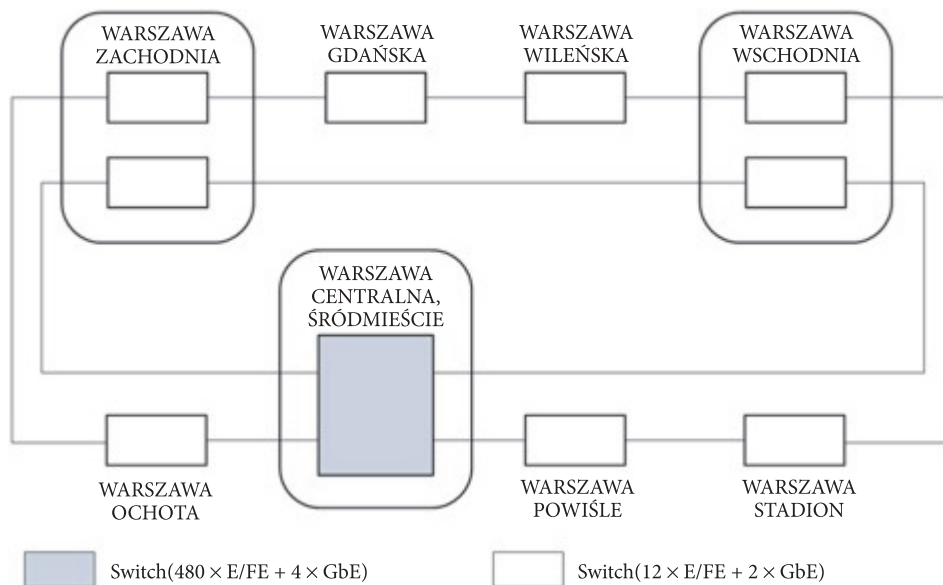 WARSZAWA
ZACHODNIA
WARSZAWA
GDAŃSKA
WARSZAWA
WILEŃSKA
WARSZAWA
WSCHODNIA
WARSZAWA
CENTRALNA,
ŚRÓDMIEŚCIE
WARSZAWA
OCHOTA
WARSZAWA
POWIŚLE
WARSZAWA
STADION
Switch(480 × E/FE + 4 × GbE)
Switch(12 × E/FE + 2 × GbE)